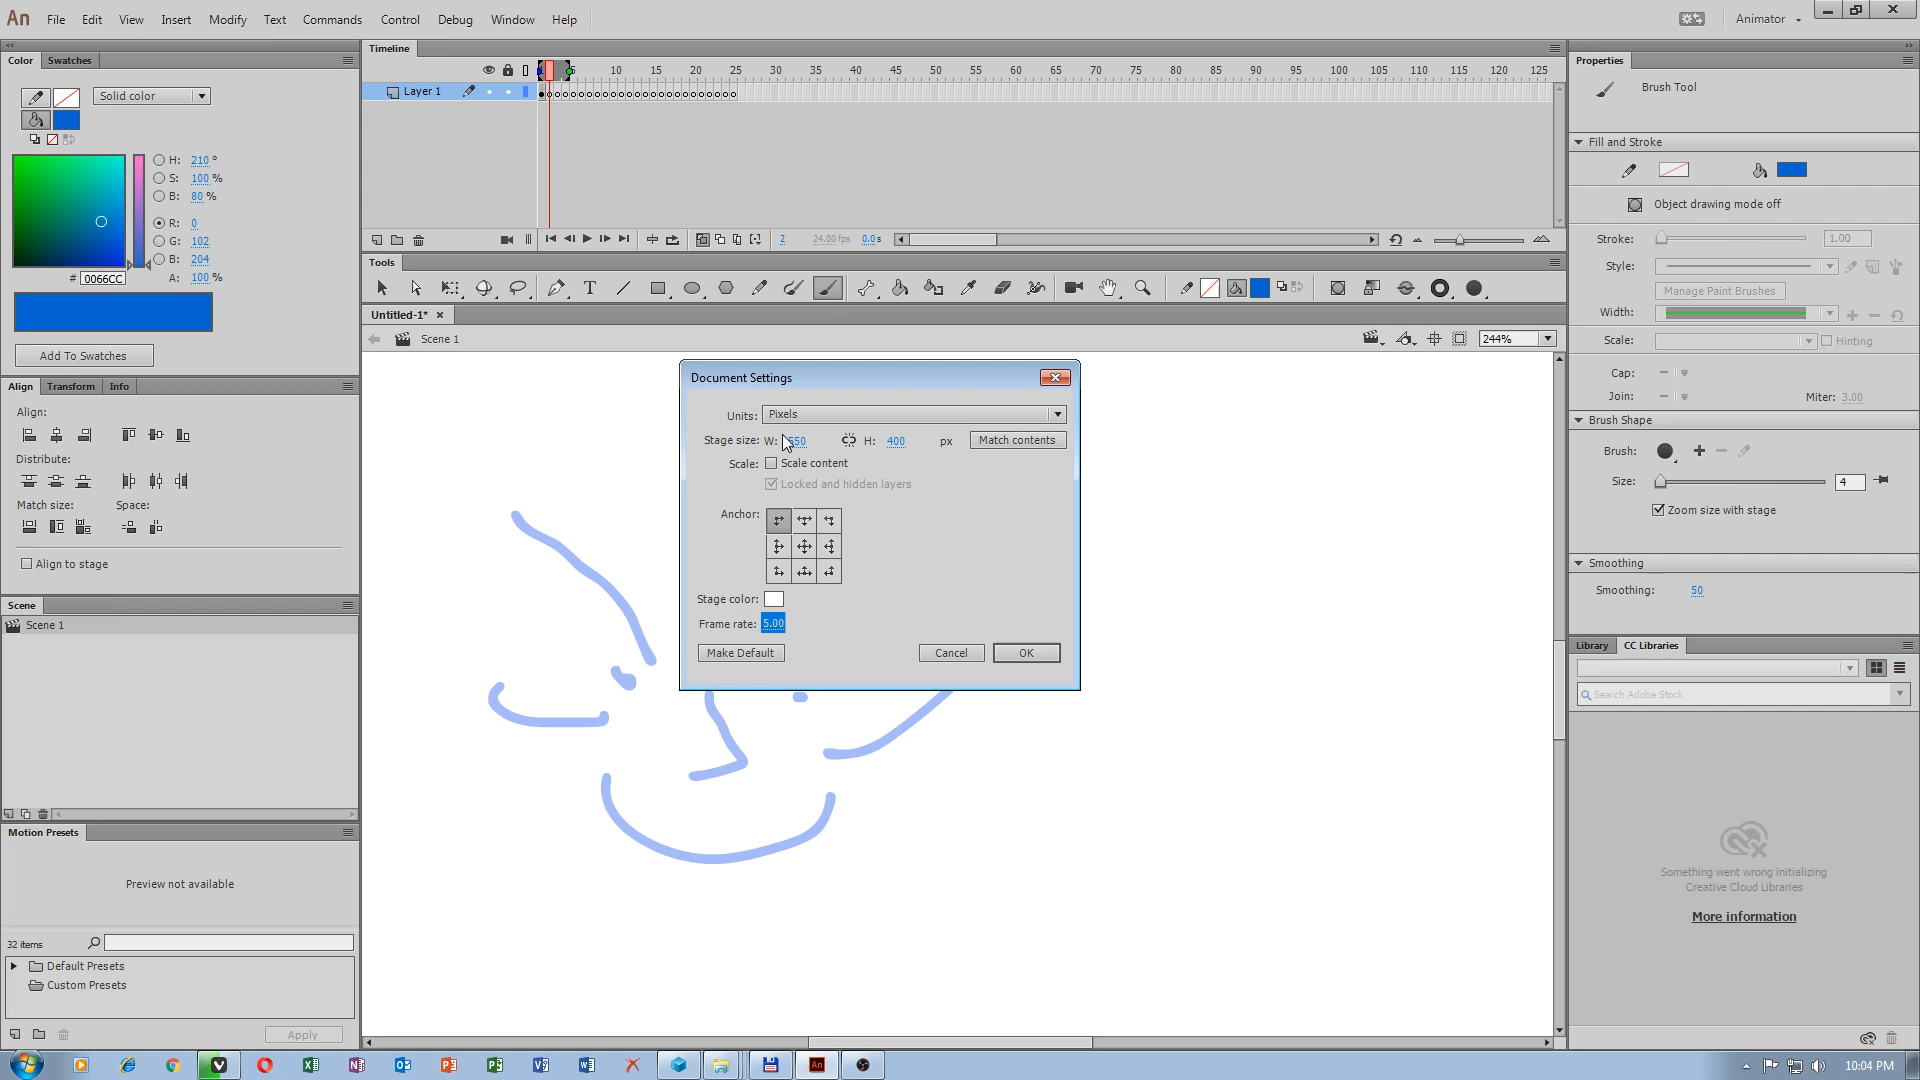 An File Edit View Insert Modify Text Commands Control Debug Window Help Animator
Color Swatches
Solid color
H: 210 °
S: 100 %
B: 80 %
R: 0
G: 102
B: 204
A: 100 %
# 0066CC
Add To Swatches
Align Transform Info
Align:
Distribute:
Match size: Space:
Align to stage
Scene
Scene 1
Motion Presets
Preview not available
32 items
Default Presets
Custom Presets
Apply
Timeline
5 10 15 20 25 30 35 40 45 50 55 60 65 70 75 80 85 90 95 100 105 110 115 120 125
Layer 1
2 24.00 fps 0.0 s
Tools
Untitled-1*
Scene 1 244%
Document Settings
Units: Pixels
Stage size: W: 550 H: 400 px Match contents
Scale: Scale content
Locked and hidden layers
Anchor:
Stage color:
Frame rate: 5.00
Make Default Cancel OK
Properties
Brush Tool
Fill and Stroke
Object drawing mode off
Stroke: 1.00
Style:
Manage Paint Brushes
Width:
Scale: Hinting
Cap:
Join: Miter: 3.00
Brush Shape
Brush:
Size: 4
Zoom size with stage
Smoothing
Smoothing: 50
Library CC Libraries
Search Adobe Stock
Something went wrong initializing
Creative Cloud Libraries
More information
10:04 PM